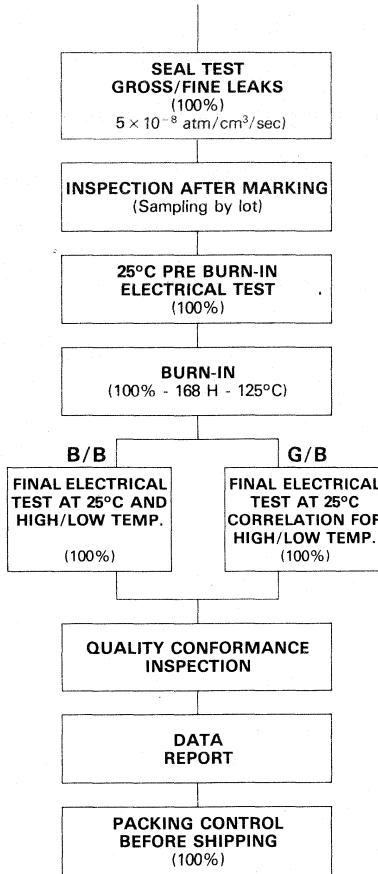 SEAL TEST
GROSS/FINE LEAKS
(100%)
5 × 10⁻⁸ atm/cm³/sec)
INSPECTION AFTER MARKING
(Sampling by lot)
25°C PRE BURN-IN
ELECTRICAL TEST
(100%)
BURN-IN
(100% - 168 H - 125°C)
B/B
G/B
FINAL ELECTRICAL
TEST AT 25°C AND
HIGH/LOW TEMP.
(100%)
FINAL ELECTRICAL
TEST AT 25°C
CORRELATION FOR
HIGH/LOW TEMP.
(100%)
QUALITY CONFORMANCE
INSPECTION
DATA
REPORT
PACKING CONTROL
BEFORE SHIPPING
(100%)